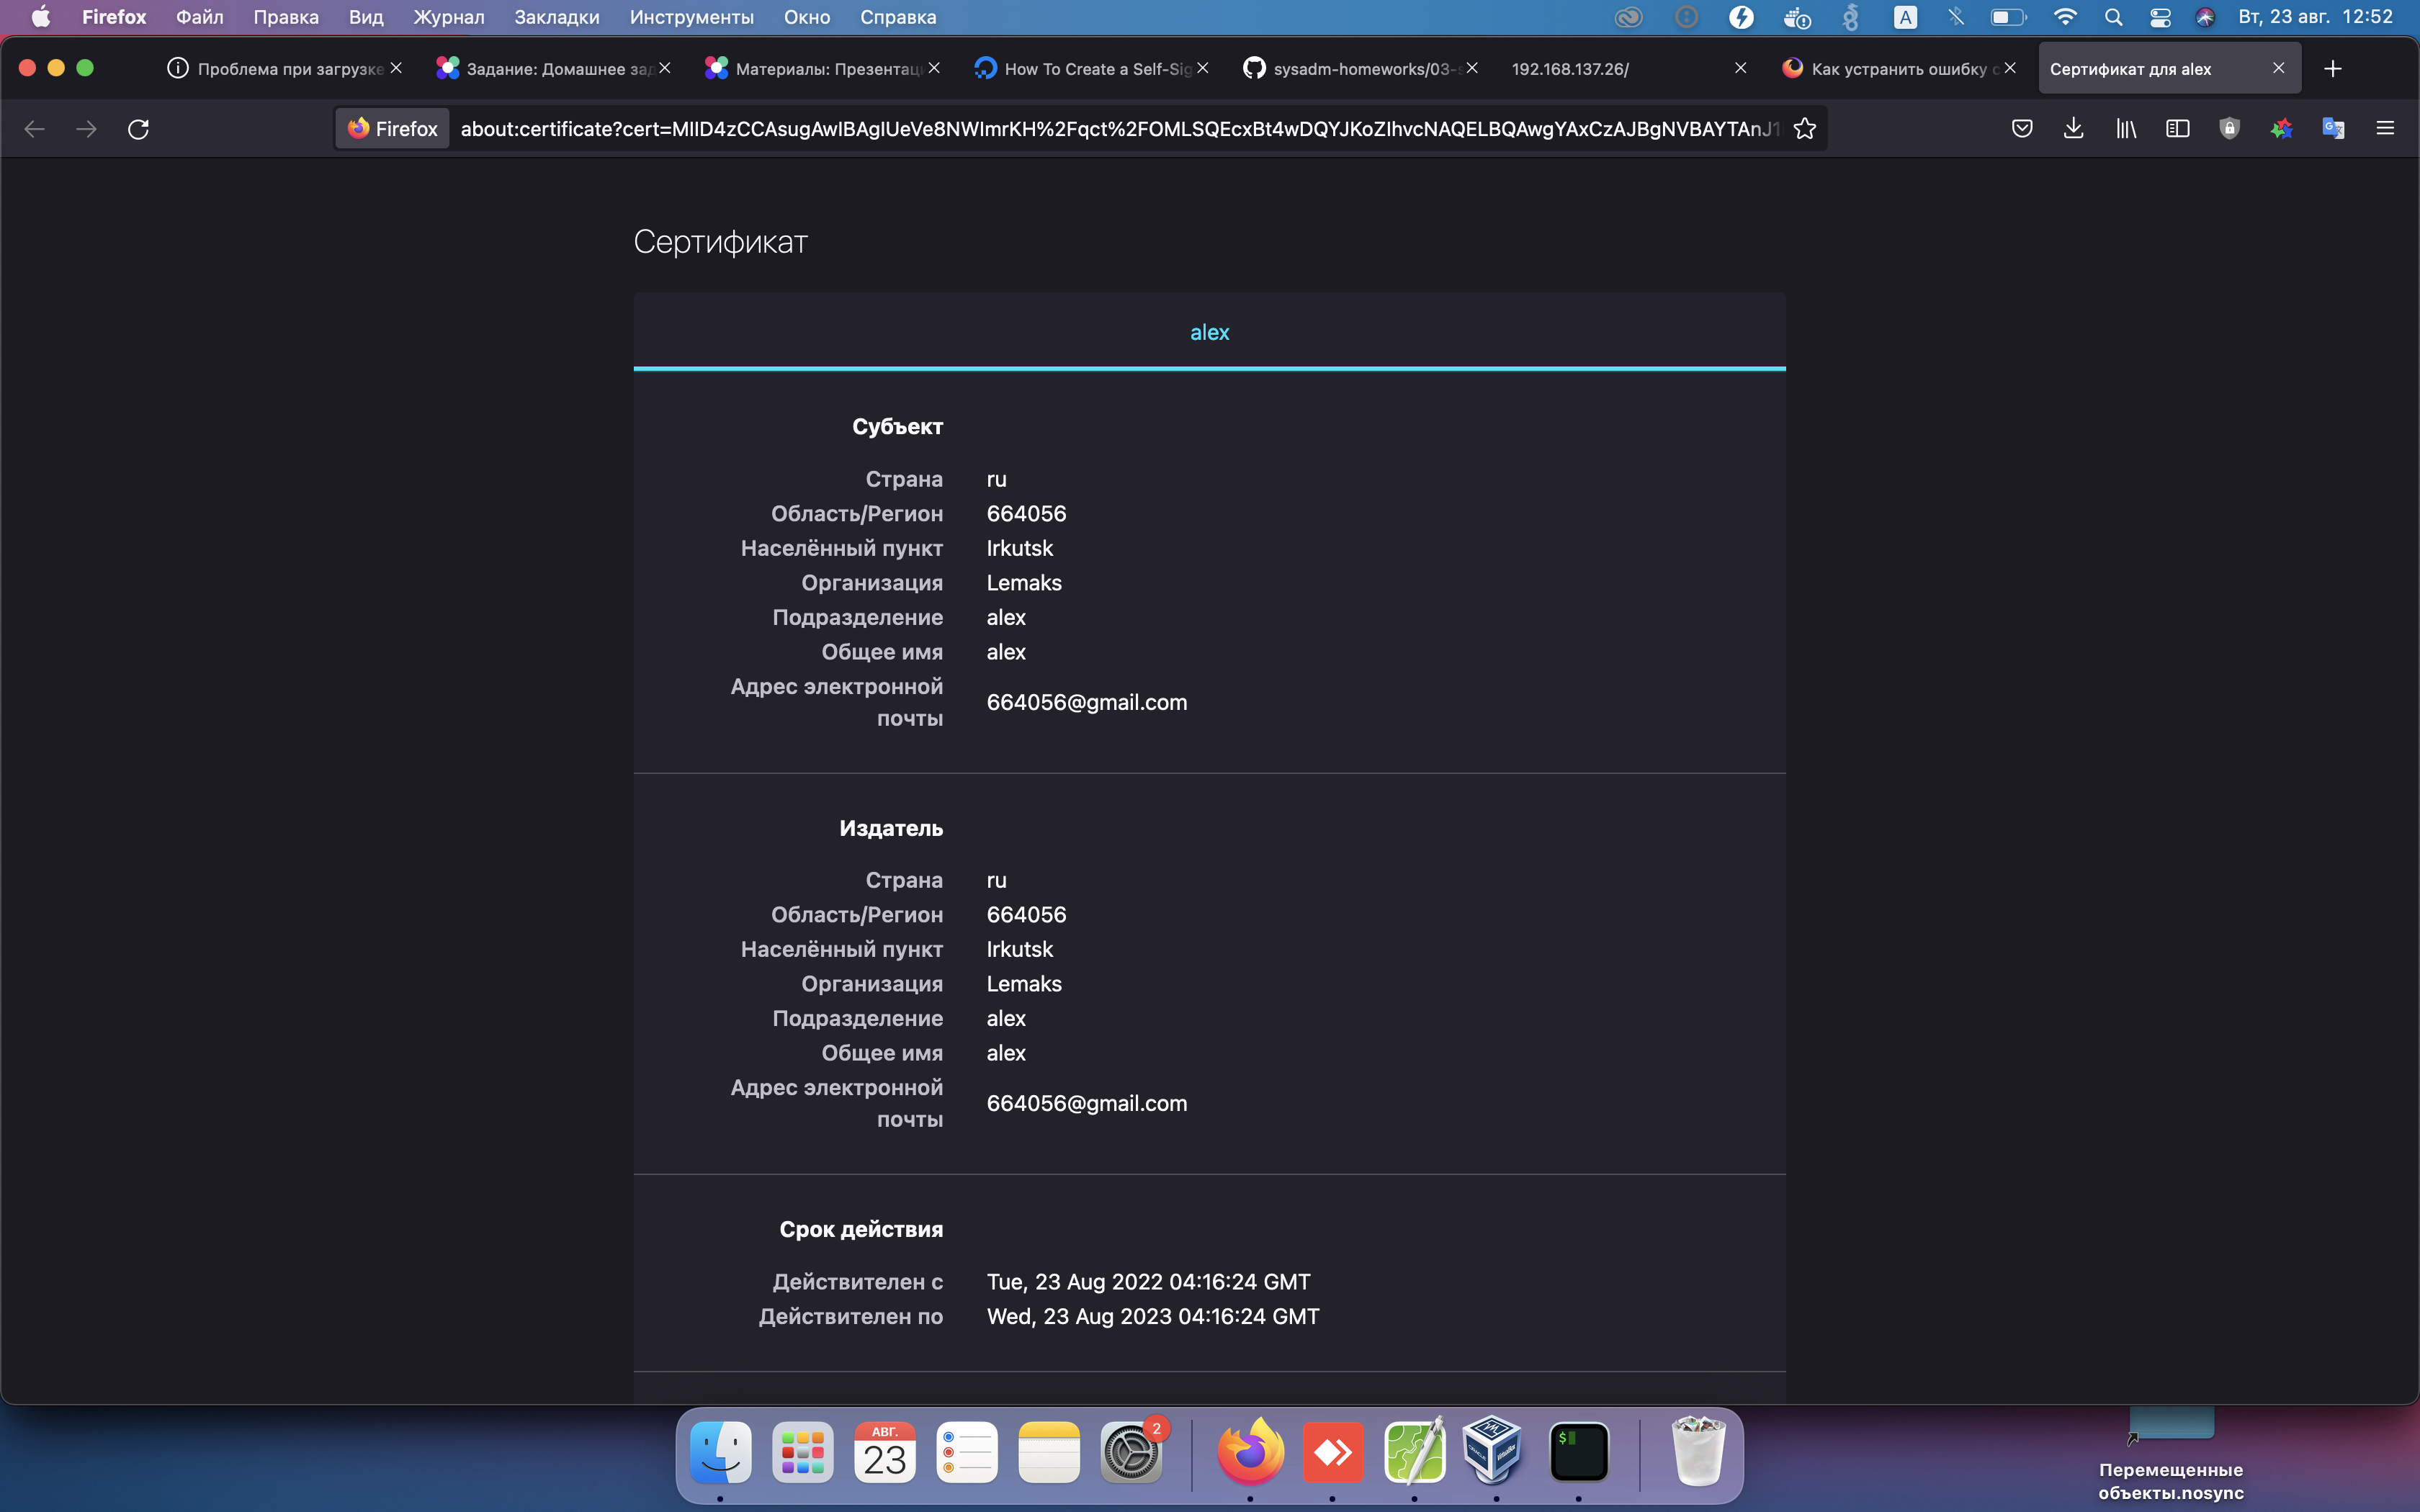 Firefox Файл Правка Вид Журнал Закладки Инструменты Окно Справка A Вт, 23 авг. 12:52
Проблема при загрузке Задание: Домашнее зад Материалы: Презентац How To Create a Self-Sig sysadm-homeworks/03-s 192.168.137.26/ Как устранить ошибку с Сертификат для alex
Firefox about:certificate?cert=MIID4zCCAsugAwIBAgIUeVe8NWImrKH%2Fqct%2FOMLSQEcxBt4wDQYJKoZIhvcNAQELBQAwgYAxCzAJBgNVBAYTAnJ1
Сертификат
alex
Субъект
Страна ru
Область/Регион 664056
Населённый пункт Irkutsk
Организация Lemaks
Подразделение alex
Общее имя alex
Адрес электронной почты 664056@gmail.com
Издатель
Страна ru
Область/Регион 664056
Населённый пункт Irkutsk
Организация Lemaks
Подразделение alex
Общее имя alex
Адрес электронной почты 664056@gmail.com
Срок действия
Действителен с Tue, 23 Aug 2022 04:16:24 GMT
Действителен по Wed, 23 Aug 2023 04:16:24 GMT
АВГ.
23
2
$
Перемещенные
объекты.nosync